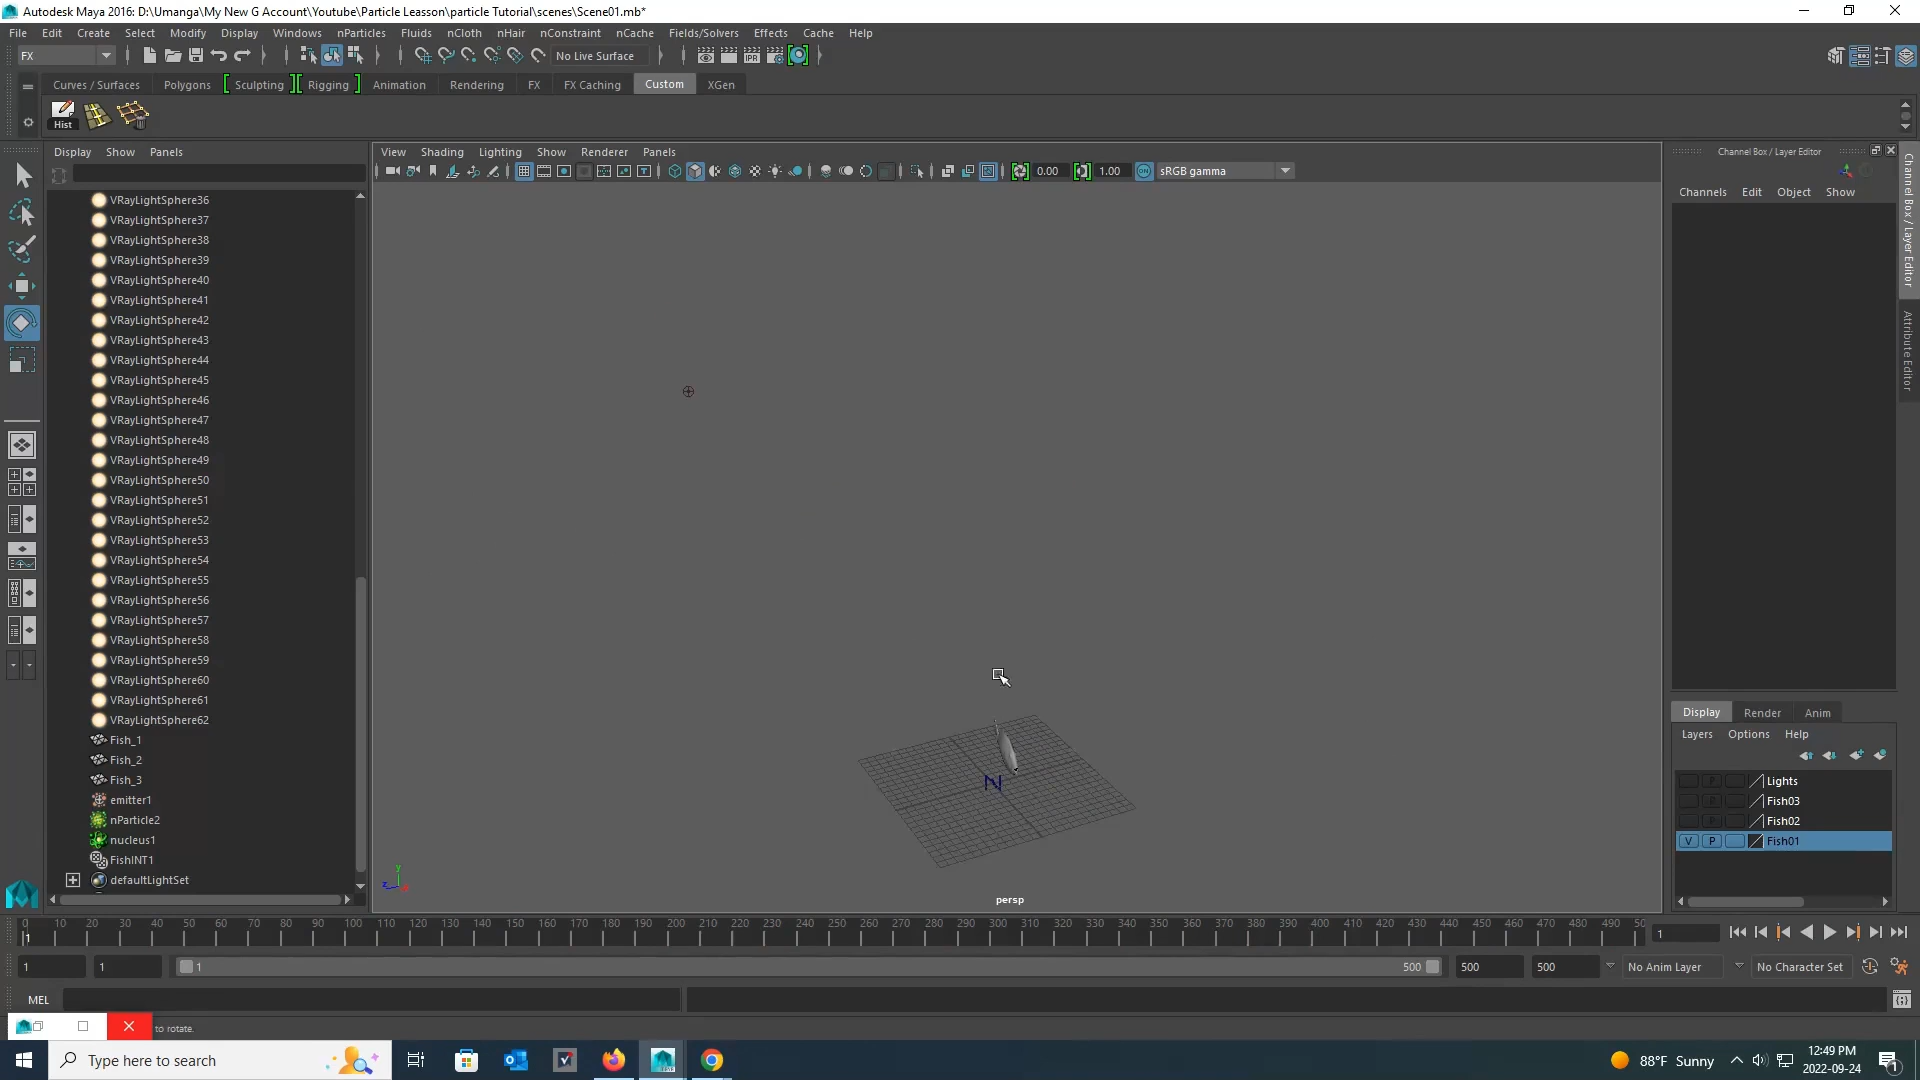 Autodesk Maya 2016: D:\Umanga\My New G Account\Youtube\Particle Leasson\particle Tutorial\scenes\Scene01.mb*
File Edit Create Select Modify Display Windows nParticles Fluids nCloth nHair nConstraint nCache Fields/Solvers Effects Cache Help
FX No Live Surface IPR
Curves / Surfaces Polygons Sculpting Rigging Animation Rendering FX FX Caching Custom XGen
Hist
Display Show Panels
View Shading Lighting Show Renderer Panels
0.00 1.00 ON sRGB gamma
Channel Box / Layer Editor
Channels Edit Object Show
Channel Box / Layer Editor
Attribute Editor
VRayLightSphere36
VRayLightSphere37
VRayLightSphere38
VRayLightSphere39
VRayLightSphere40
VRayLightSphere41
VRayLightSphere42
VRayLightSphere43
VRayLightSphere44
VRayLightSphere45
VRayLightSphere46
VRayLightSphere47
VRayLightSphere48
VRayLightSphere49
VRayLightSphere50
VRayLightSphere51
VRayLightSphere52
VRayLightSphere53
VRayLightSphere54
VRayLightSphere55
VRayLightSphere56
VRayLightSphere57
VRayLightSphere58
VRayLightSphere59
VRayLightSphere60
VRayLightSphere61
VRayLightSphere62
Fish_1
Fish_2
Fish_3
emitter1
nParticle2
nucleus1
FishINT1
defaultLightSet
N
y
z
persp
Display Render Anim
Layers Options Help
P Lights
P Fish03
P Fish02
V P Fish01
0 10 20 30 40 50 60 70 80 90 100 110 120 130 140 150 160 170 180 190 200 210 220 230 240 250 260 270 280 290 300 310 320 330 340 350 360 370 380 390 400 410 420 430 440 450 460 470 480 490 50
1 1
1 1 1 500 500 500 No Anim Layer No Character Set
MEL
to rotate.
Type here to search
88°F Sunny
12:49 PM
2022-09-24
1